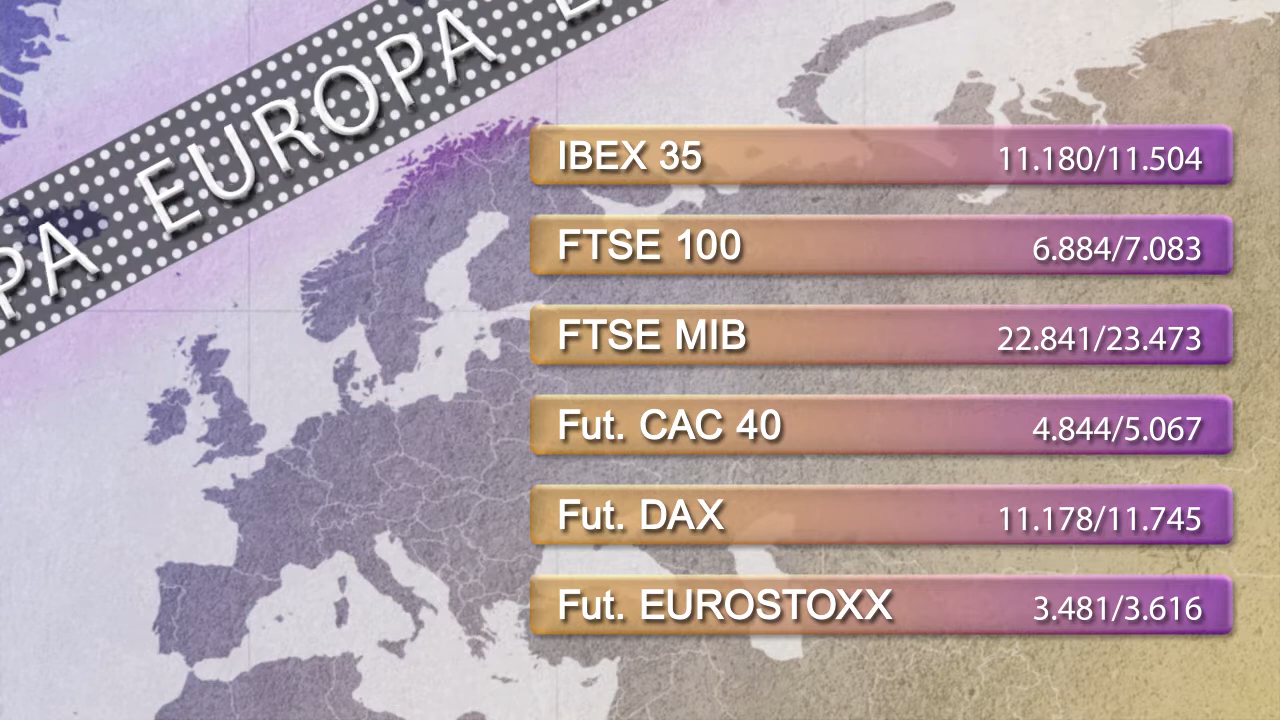 EUROPA
IBEX 35 11.180/11.504
FTSE 100 6.884/7.083
FTSE MIB 22.841/23.473
Fut. CAC 40 4.844/5.067
Fut. DAX 11.178/11.745
Fut. EUROSTOXX 3.481/3.616